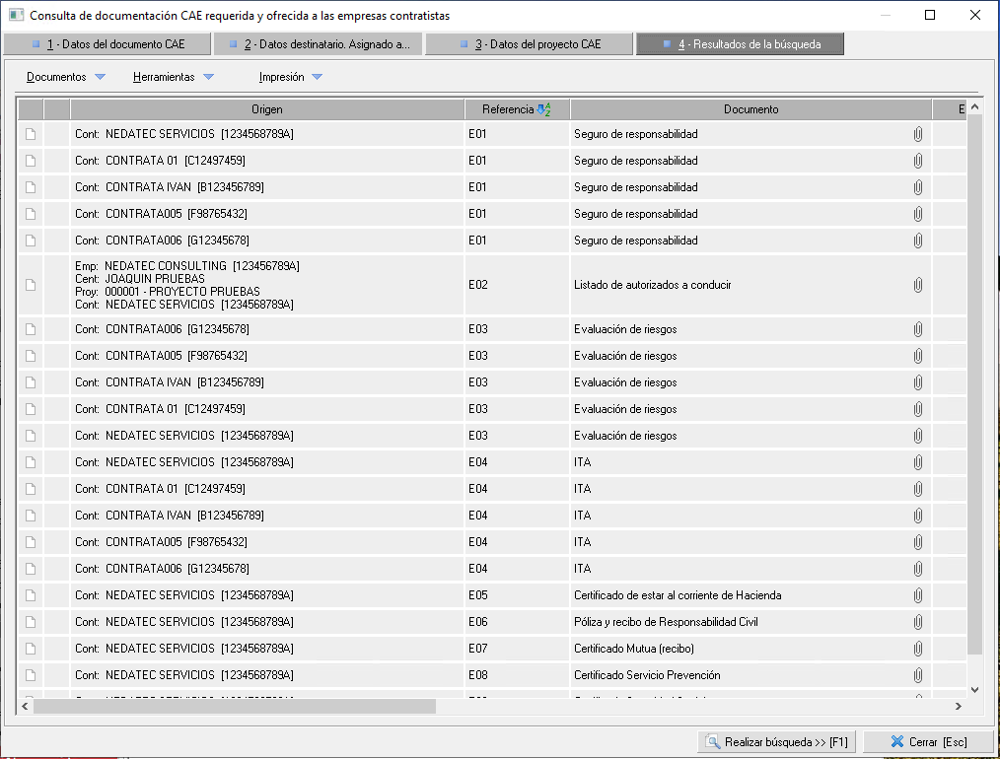 Consulta de documentación CAE requerida y ofrecida a las empresas contratistas
1 - Datos del documento CAE
2 - Datos destinatario. Asignado a...
3 - Datos del proyecto CAE
4 - Resultados de la búsqueda
Documentos
Herramientas
Impresión
Origen Referencia Documento E
Cont: NEDATEC SERVICIOS [1234568789A] E01 Seguro de responsabilidad
Cont: CONTRATA 01 [C12497459] E01 Seguro de responsabilidad
Cont: CONTRATA IVAN [B123456789] E01 Seguro de responsabilidad
Cont: CONTRATA005 [F98765432] E01 Seguro de responsabilidad
Cont: CONTRATA006 [G12345678] E01 Seguro de responsabilidad
Emp: NEDATEC CONSULTING [123456789A]
Cent: JOAQUIN PRUEBAS
Proy: 000001 - PROYECTO PRUEBAS
Cont: NEDATEC SERVICIOS [1234568789A]
E02 Listado de autorizados a conducir
Cont: CONTRATA006 [G12345678] E03 Evaluación de riesgos
Cont: CONTRATA005 [F98765432] E03 Evaluación de riesgos
Cont: CONTRATA IVAN [B123456789] E03 Evaluación de riesgos
Cont: CONTRATA 01 [C12497459] E03 Evaluación de riesgos
Cont: NEDATEC SERVICIOS [1234568789A] E03 Evaluación de riesgos
Cont: NEDATEC SERVICIOS [1234568789A] E04 ITA
Cont: CONTRATA 01 [C12497459] E04 ITA
Cont: CONTRATA IVAN [B123456789] E04 ITA
Cont: CONTRATA005 [F98765432] E04 ITA
Cont: CONTRATA006 [G12345678] E04 ITA
Cont: NEDATEC SERVICIOS [1234568789A] E05 Certificado de estar al corriente de Hacienda
Cont: NEDATEC SERVICIOS [1234568789A] E06 Póliza y recibo de Responsabilidad Civil
Cont: NEDATEC SERVICIOS [1234568789A] E07 Certificado Mutua (recibo)
Cont: NEDATEC SERVICIOS [1234568789A] E08 Certificado Servicio Prevención
Realizar búsqueda >> [F1]
Cerrar [Esc]